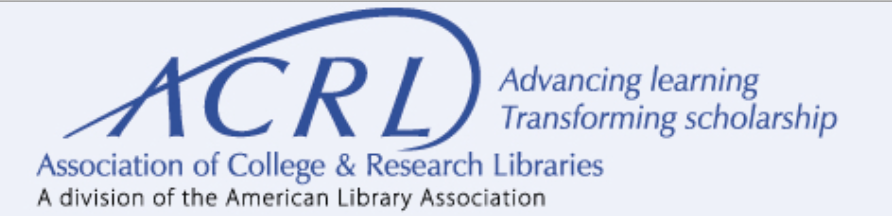 ACRL
Advancing learning
Transforming scholarship
Association of College & Research Libraries
A division of the American Library Association